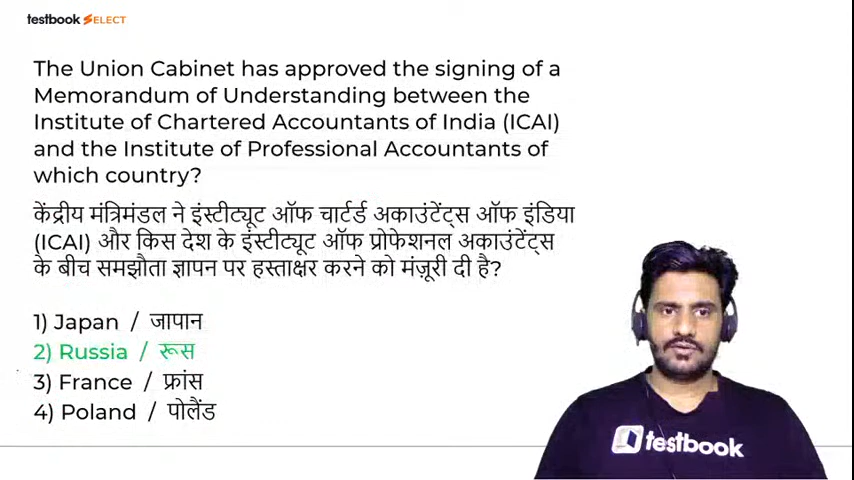 testbook SELECT
The Union Cabinet has approved the signing of a
Memorandum of Understanding between the
Institute of Chartered Accountants of India (ICAI)
and the Institute of Professional Accountants of
which country?
केंद्रीय मंत्रिमंडल ने इंस्टीट्यूट ऑफ चार्टर्ड अकाउंटेंट्स ऑफ इंडिया
(ICAI) और किस देश के इंस्टीट्यूट ऑफ प्रोफेशनल अकाउंटेंट्स
के बीच समझौता ज्ञापन पर हस्ताक्षर करने को मंज़ूरी दी है?
1) Japan / जापान
2) Russia / रूस
3) France / फ्रांस
4) Poland / पोलैंड
testbook